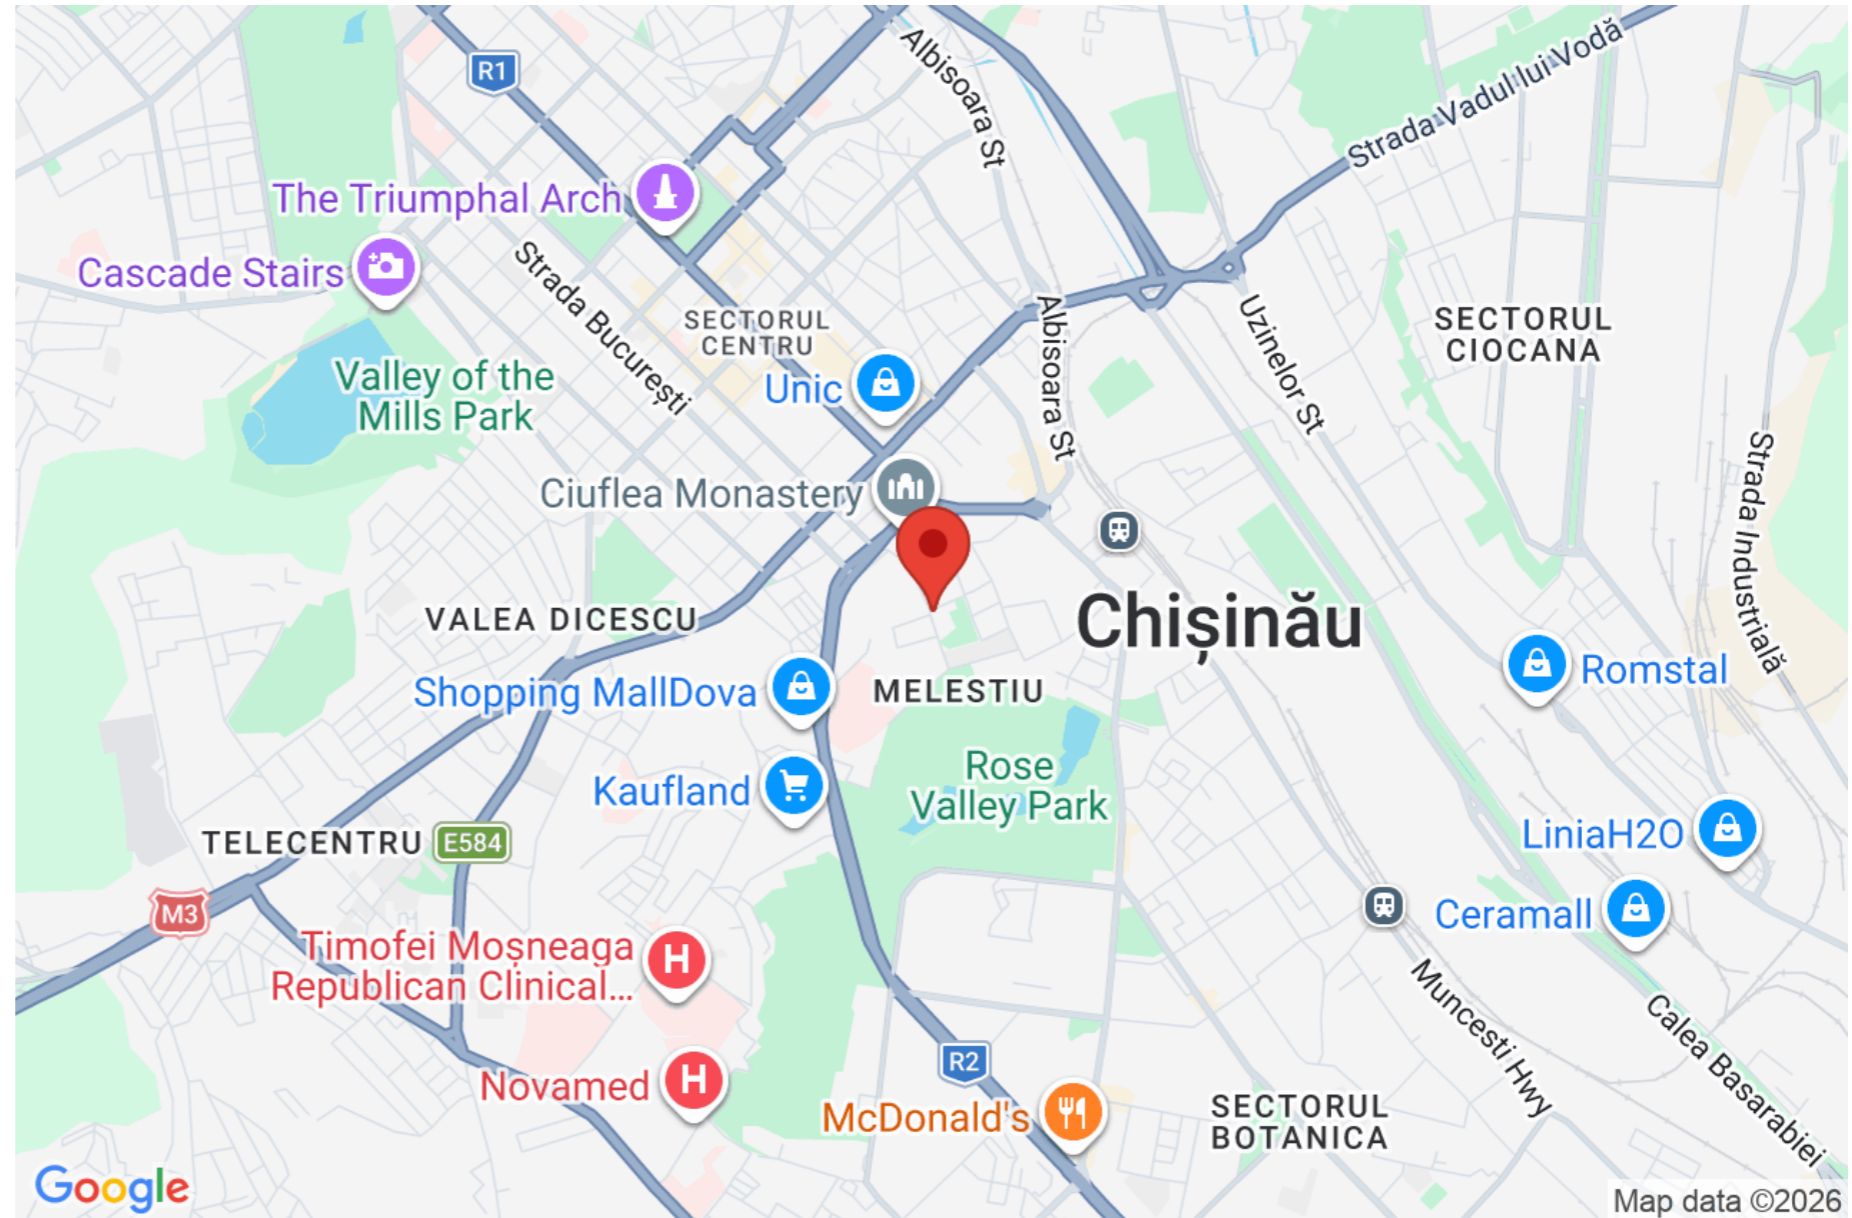 R1
Albisoara St
Strada Vadul lui Vodă
The Triumphal Arch
Cascade Stairs
Strada București
SECTORUL
CENTRU
Albisoara St
Uzinelor St
SECTORUL
CIOCANA
Valley of the
Mills Park
Unic
Ciuflea Monastery
Strada Industrială
VALEA DICESCU
Chișinău
Shopping MallDova
MELESTIU
Romstal
Kaufland
Rose
Valley Park
TELECENTRU
E584
LiniaH2O
M3
Ceramall
Timofei Moșneaga
Republican Clinical...
H
Muncesti Hwy
Calea Basarabiei
R2
Novamed
H
McDonald's
SECTORUL
BOTANICA
Google
Map data ©2026